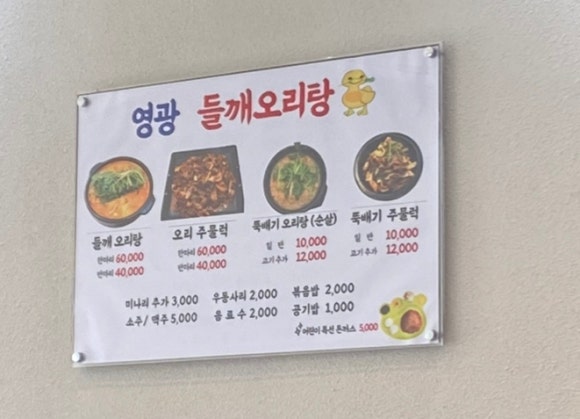 영광 들깨오리탕
들깨 오리탕
한마리 60,000
반마리 40,000
오리 주물럭
한마리 60,000
반마리 40,000
뚝배기 오리탕 (순살)
일 반 10,000
고기추가 12,000
뚝배기 주물럭
일 반 10,000
고기추가 12,000
미나리 추가 3,000 우동사리 2,000 볶음밥 2,000
소주/맥주 5,000 음료수 2,000 공기밥 1,000
어린이 특선 돈까스 5,000